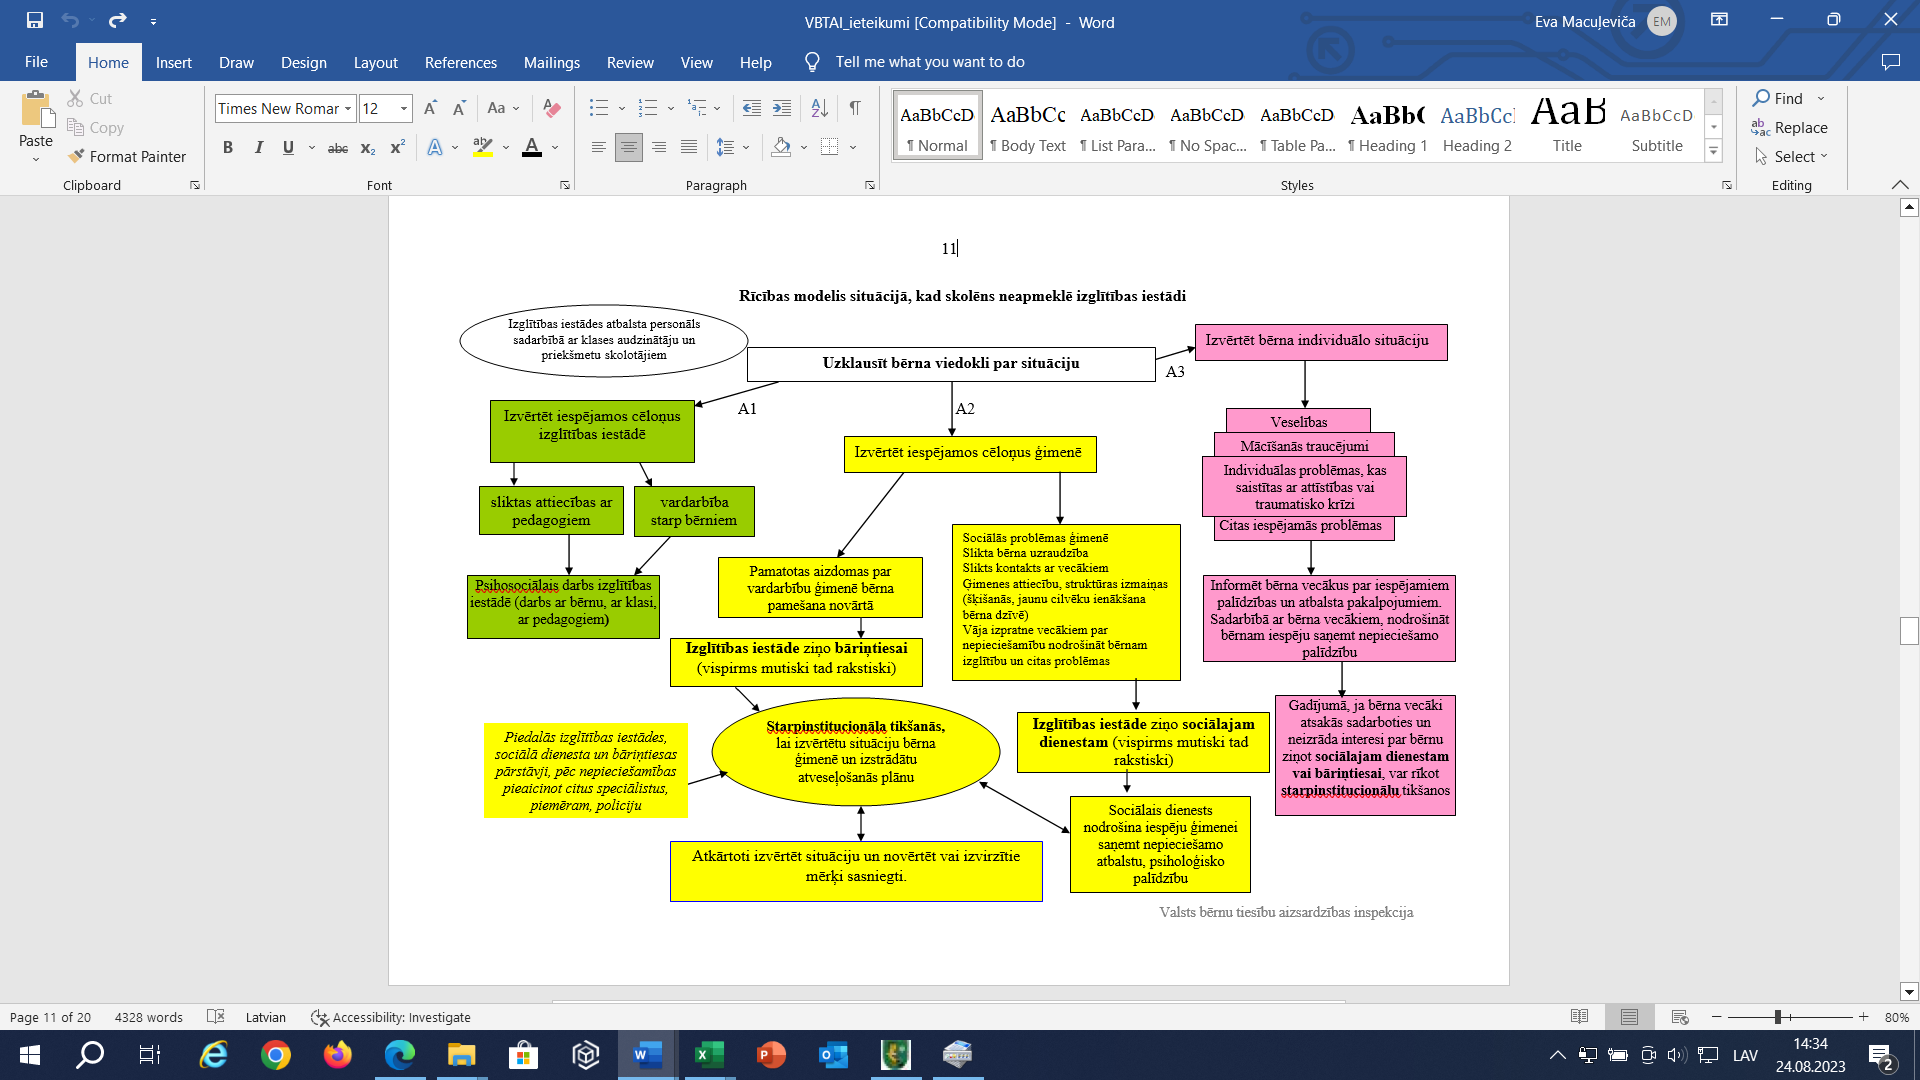 VBTAI_ieteikumi [Compatibility Mode] - Word
Eva Macuļeviča
EM
File
Home
Insert
Draw
Design
Layout
References
Mailings
Review
View
Help
Tell me what you want to do
Paste
Cut
Copy
Format Painter
Clipboard
Times New Romar
12
Aa
B I U abc x₂ x² A ab A
Font
Paragraph
AaBbCcD
¶ Normal
AaBbCc
¶ Body Text
AaBbCcD
¶ List Para...
AaBbCcD
¶ No Spac...
AaBbCcD
¶ Table Pa...
AaBb(
¶ Heading 1
AaBbCcl
Heading 2
AaB
Title
AaBbCcD
Subtitle
Styles
Find
Replace
Select
Editing
11
Rīcības modelis situācijā, kad skolēns neapmeklē izglītības iestādi
Izglītības iestādes atbalsta personāls
sadarbībā ar klases audzinātāju un
priekšmetu skolotājiem
Uzklausīt bērna viedokli par situāciju
A1
A2
A3
Izvērtēt iespējamos cēloņus
izglītības iestādē
sliktas attiecības ar
pedagogiem
vardarbība
starp bērniem
Psihosociālais darbs izglītības
iestādē (darbs ar bērnu, ar klasi,
ar pedagogiem)
Izvērtēt iespējamos cēloņus ģimenē
Pamatotas aizdomas par
vardarbību ģimenē bērna
pamešana novārtā
Izglītības iestāde ziņo bāriņtiesai
(vispirms mutiski tad rakstiski)
Sociālās problēmas ģimenē
Slikta bērna uzraudzība
Slikts kontakts ar vecākiem
Ģimenes attiecību, struktūras izmaiņas
(šķišanās, jaunu cilvēku ienākšana
bērna dzīvē)
Vāja izpratne vecākiem par
nepieciešamību nodrošināt bērnam
izglītību un citas problēmas
Piedalās izglītības iestādes,
sociālā dienesta un bāriņtiesas
pārstāvji, pēc nepieciešamības
pieaicinot citus speciālistus,
piemēram, policiju
Starpinstitucionāla tikšanās,
lai izvērtētu situāciju bērna
ģimenē un izstrādātu
atveseļošanās plānu
Izglītības iestāde ziņo sociālajam
dienestam (vispirms mutiski tad
rakstiski)
Sociālais dienests
nodrošina iespēju ģimenei
saņemt nepieciešamo
atbalstu, psiholoģisko
palīdzību
Atkārtoti izvērtēt situāciju un novērtēt vai izvirzītie
mērķi sasniegti.
Izvērtēt bērna individuālo situāciju
Veselības
Mācīšanās traucējumi
Individuālas problēmas, kas
saistītas ar attīstības vai
traumatisko krīzi
Citas iespējamās problēmas
Informēt bērna vecākus par iespējamiem
palīdzības un atbalsta pakalpojumiem.
Sadarbībā ar bērna vecākiem, nodrošināt
bērnam iespēju saņemt nepieciešamo
palīdzību
Gadījumā, ja bērna vecāki
atsakās sadarboties un
neizrāda interesi par bērnu
ziņot sociālajam dienestam
vai bāriņtiesai, var rīkot
starpinstitucionālu tikšanos
Valsts bērnu tiesību aizsardzības inspekcija
Page 11 of 20
4328 words
Latvian
Accessibility: Investigate
80%
LAV
14:34
24.08.2023
2